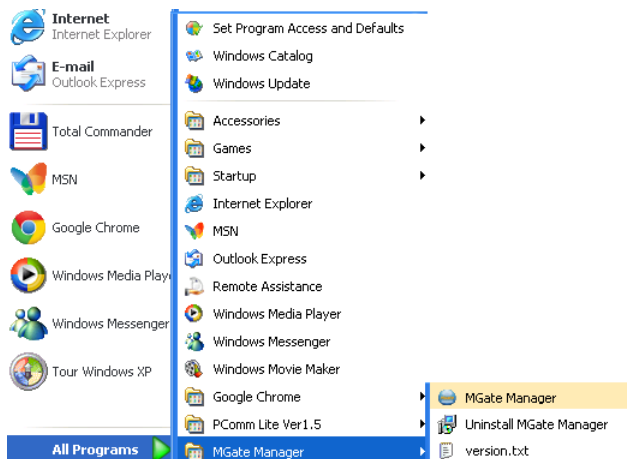 Internet
Internet Explorer
E-mail
Outlook Express
Total Commander
MSN
Google Chrome
Windows Media Play
Windows Messenger
Tour Windows XP
All Programs
Set Program Access and Defaults
Windows Catalog
Windows Update
Accessories
Games
Startup
Internet Explorer
MSN
Outlook Express
Remote Assistance
Windows Media Player
Windows Messenger
Windows Movie Maker
Google Chrome
PComm Lite Ver1.5
MGate Manager
MGate Manager
Uninstall MGate Manager
version.txt